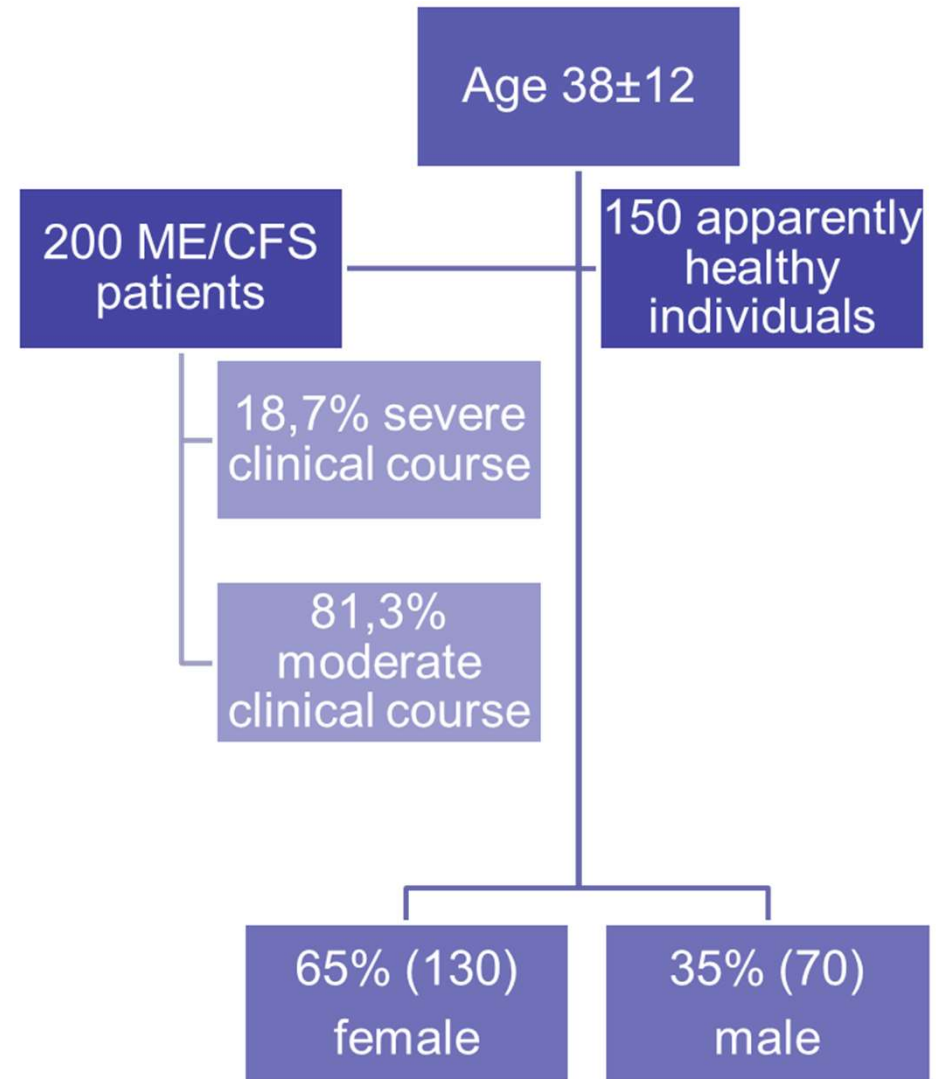 Age 38±12
200 ME/CFS
patients
150 apparently
healthy
individuals
18,7% severe
clinical course
81,3%
moderate
clinical course
65% (130)
female
35% (70)
male